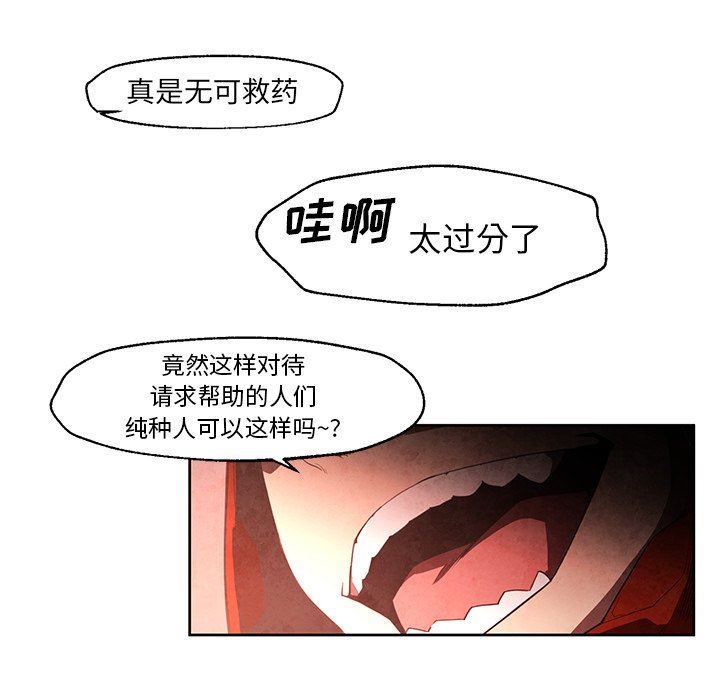 真是无可救药
哇啊 太过分了
竟然这样对待
请求帮助的人们
纯种人可以这样吗~?